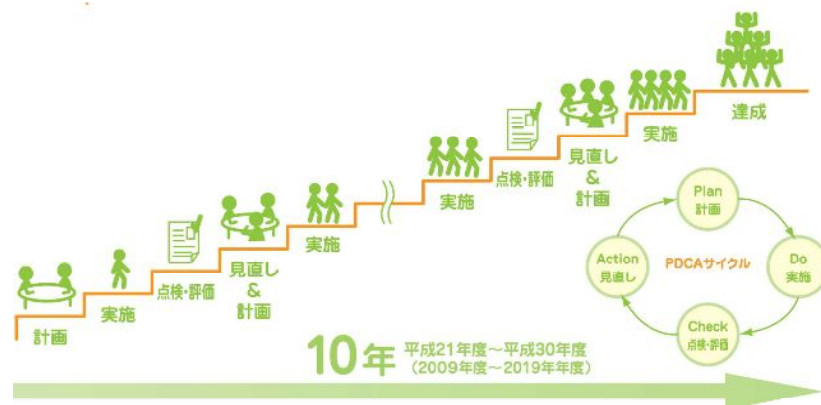 計画
実施
点検・評価
見直し
&
計画
実施
実施
点検・評価
見直し
&
計画
実施
達成
Plan
計画
Do
実施
Check
点検・評価
Action
見直し
PDCAサイクル
10年
平成21年度～平成30年度
(2009年度～2019年年度)